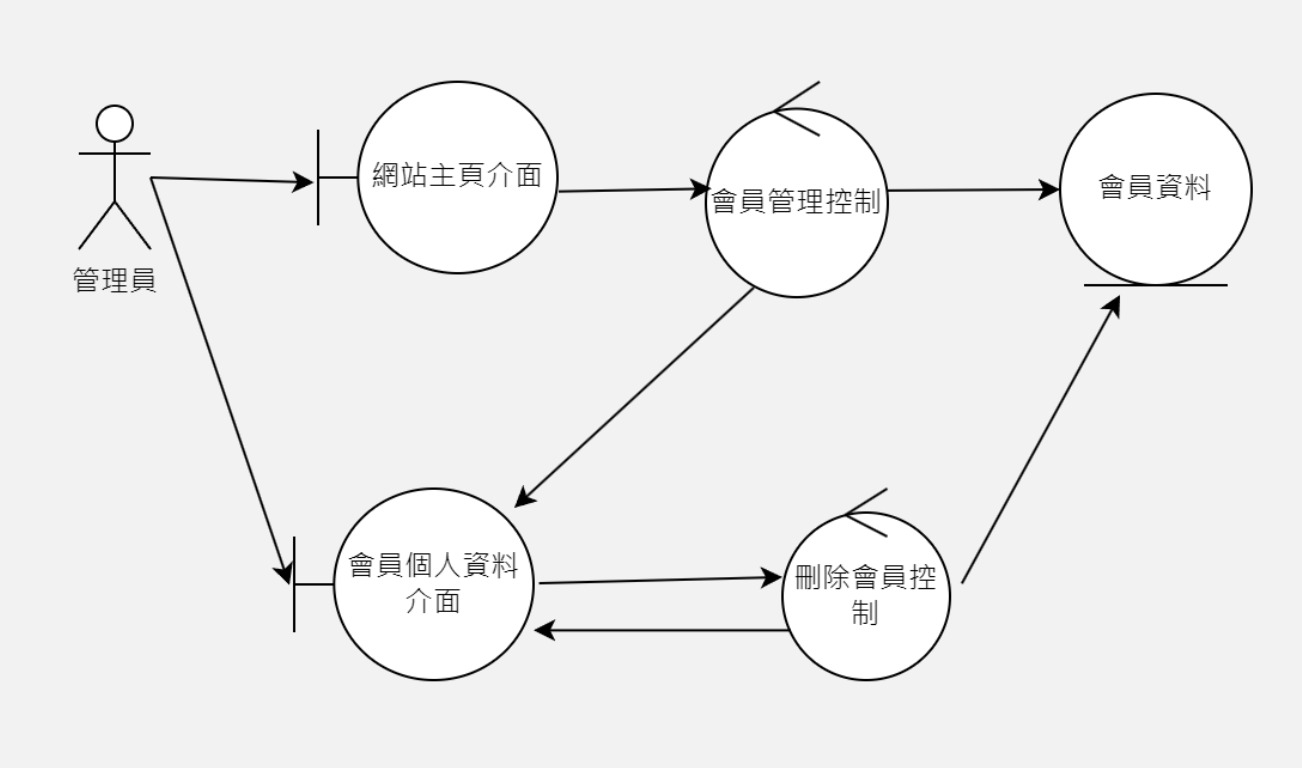 網站主頁介面
會員管理控制
會員資料
管理員
會員個人資料
介面
刪除會員控
制